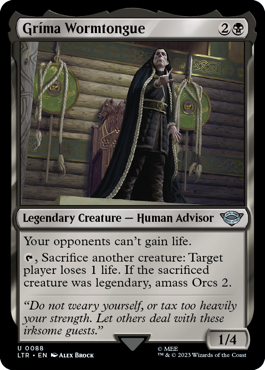 Gríma Wormtongue 2
Legendary Creature — Human Advisor
Your opponents can't gain life.
, Sacrifice another creature: Target
player loses 1 life. If the sacrificed
creature was legendary, amass Orcs 2.
"Do not weary yourself, or tax too heavily
your strength. Let others deal with these
irksome guests."
1/4
U 0088
LTR • EN ALEX BROCK
© MEE
™ & © 2023 Wizards of the Coast